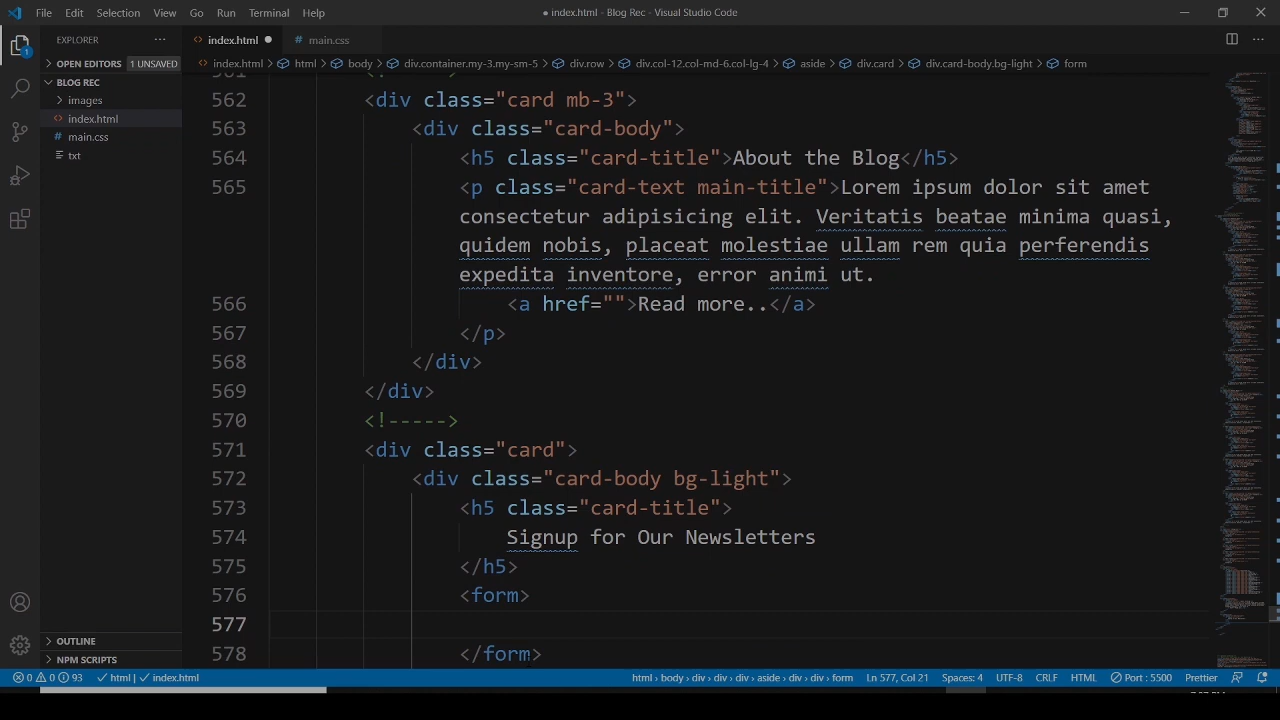 File Edit Selection View Go Run Terminal Help ● index.html - Blog Rec - Visual Studio Code
EXPLORER ··· <> index.html ● # main.css ···
OPEN EDITORS 1 UNSAVED <> index.html > html > body > div.container.my-3.my-sm-5 > div.row > div.col-12.col-md-6.col-lg-4 > aside > div.card > div.card-body.bg-light > form
BLOG REC
> images
<> index.html
# main.css
txt
1
561 <!----->
562 <div class="card mb-3">
563 <div class="card-body">
564 <h5 class="card-title">About the Blog</h5>
565 <p class="card-text main-title">Lorem ipsum dolor sit amet
consectetur adipisicing elit. Veritatis beatae minima quasi,
quidem nobis, placeat molestiae ullam rem quia perferendis
expedita inventore, error animi ut.
566 <a href="">Read more..</a>
567 </p>
568 </div>
569 </div>
570 <!----->
571 <div class="card">
572 <div class="card-body bg-light">
573 <h5 class="card-title">
574 Signup for Our Newsletters
575 </h5>
576 <form>
577
578 </form>
OUTLINE
NPM SCRIPTS
0 0 93 html | index.html html › body › div › div › div › aside › div › div › form Ln 577, Col 21 Spaces: 4 UTF-8 CRLF HTML Port : 5500 Prettier